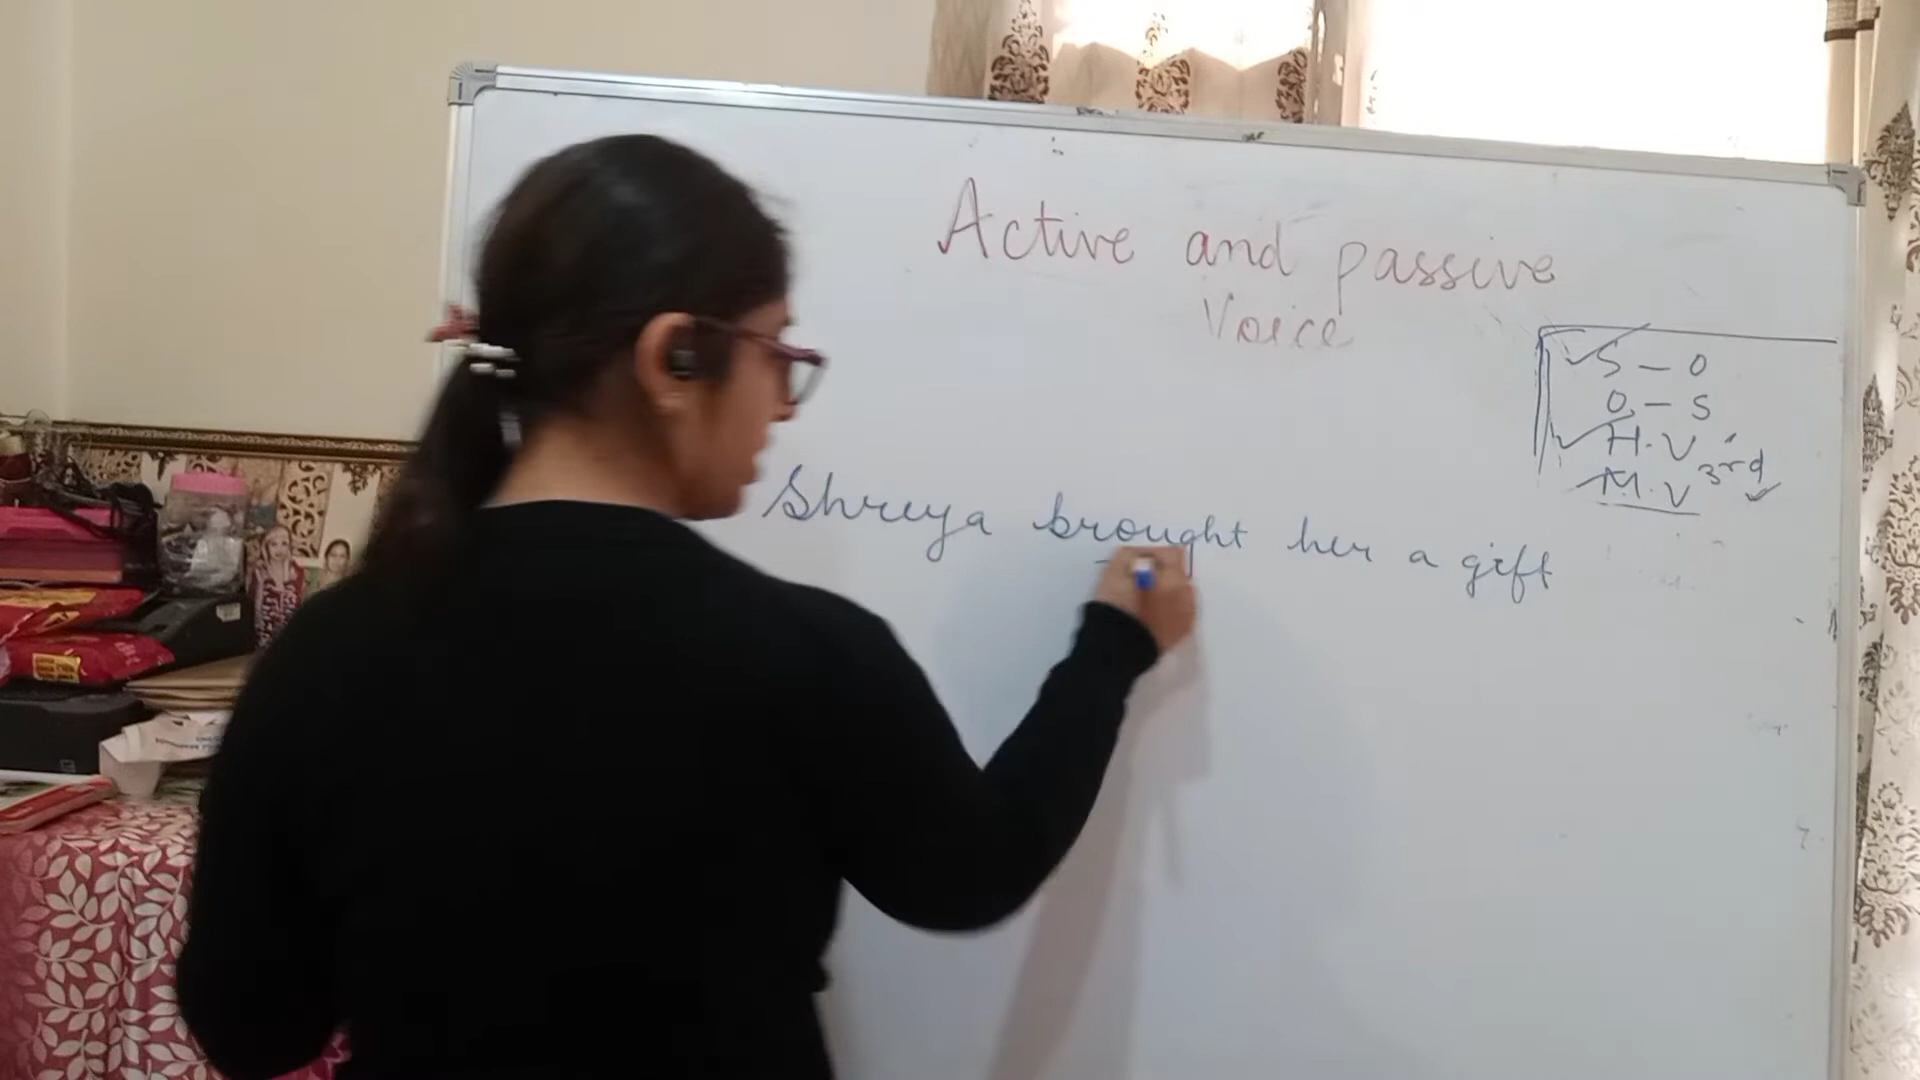 Active and passive
Voice
S - O
O - S
H.V
M.V 3rd
Shreya brought her a gift